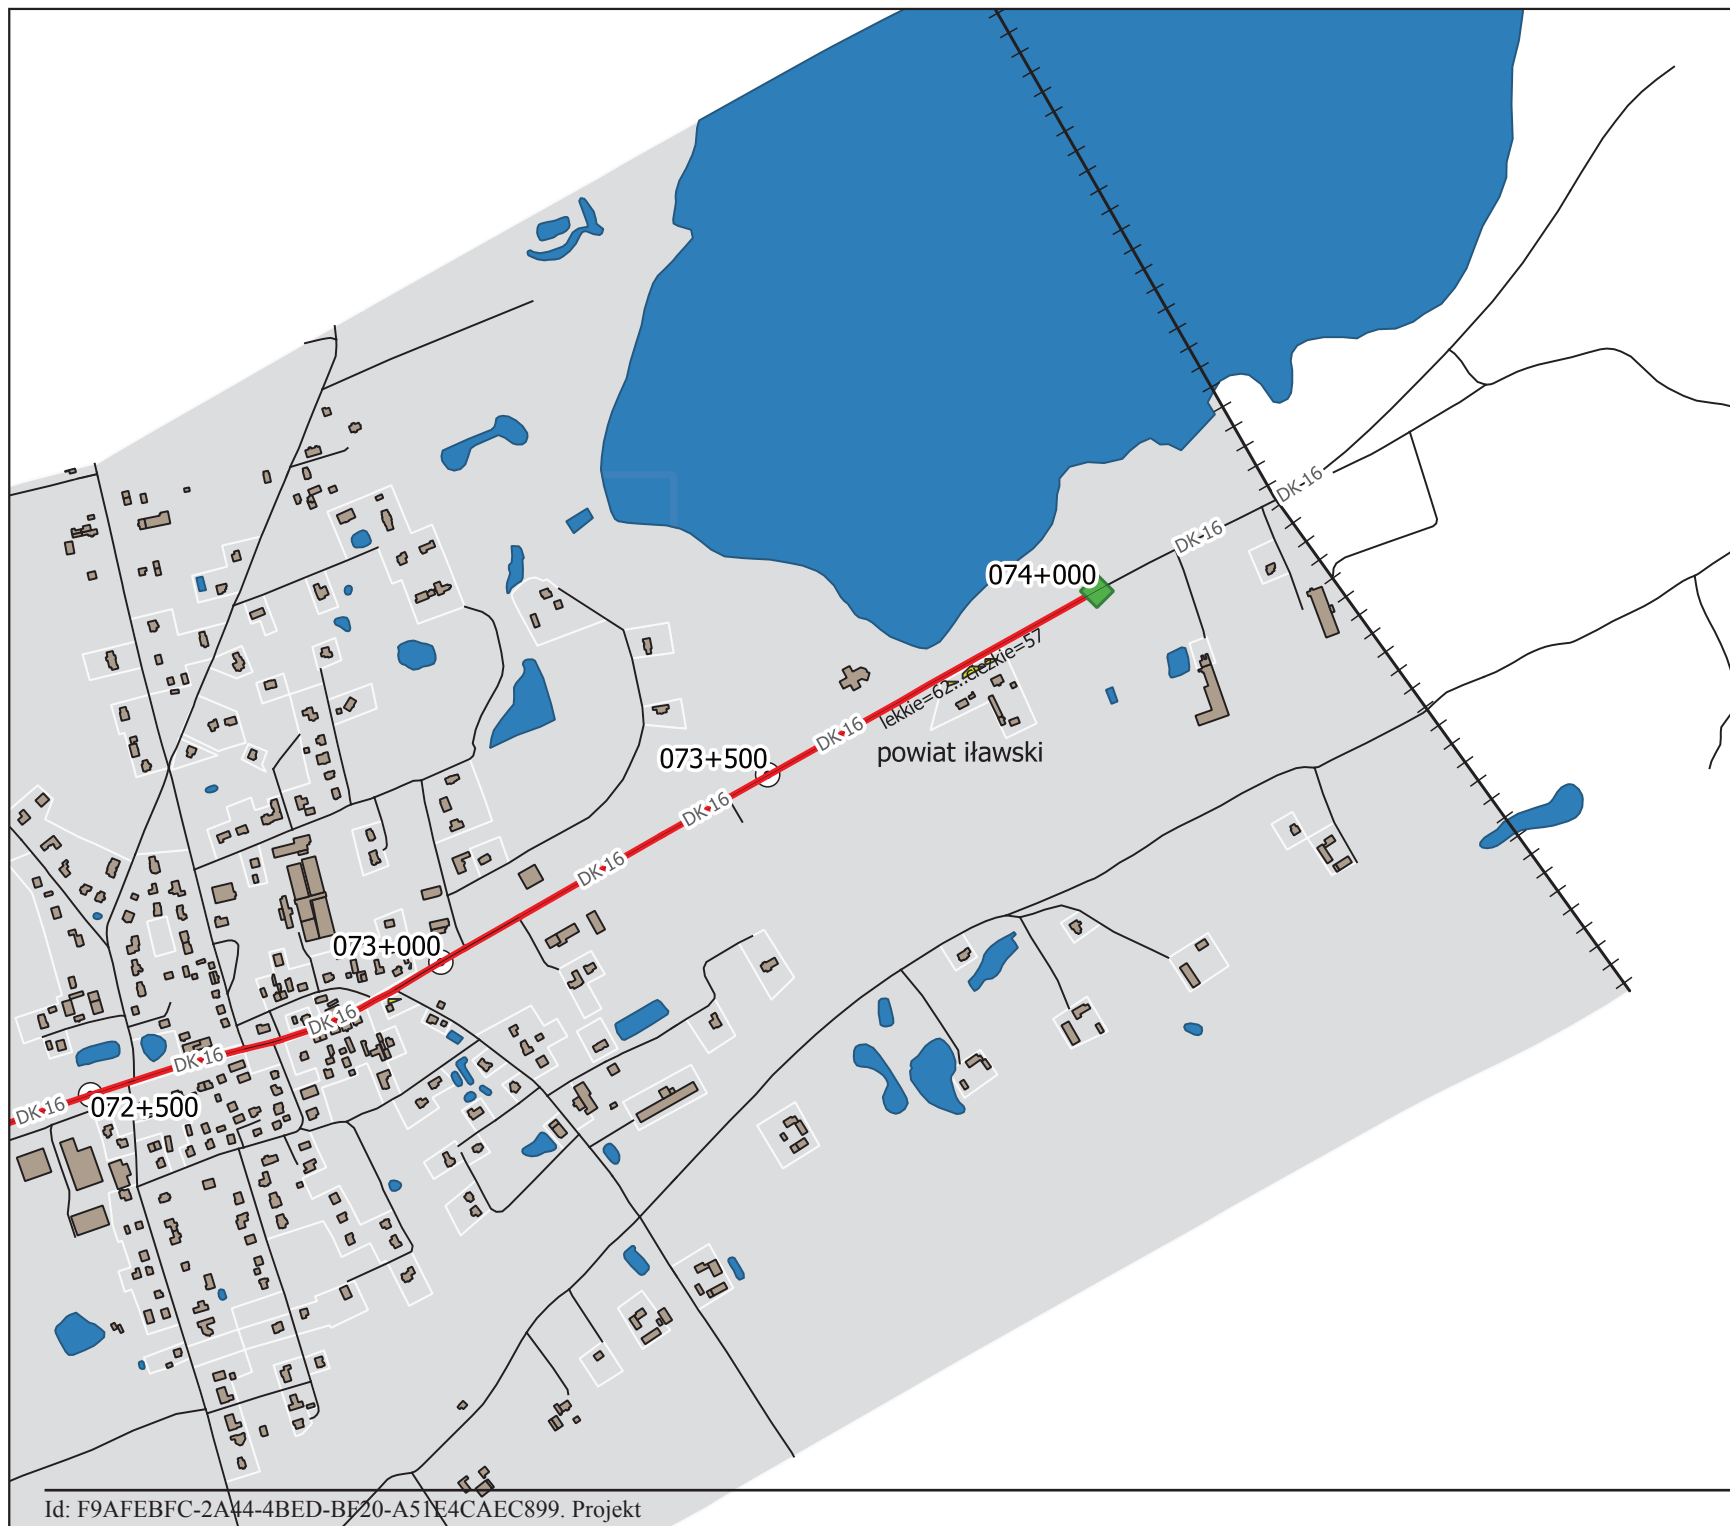 DK-16
DK-16
074+000
lekkie=62...ciezkie=57
DK-16
powiat iławski
073+500
DK-16
DK-16
073+000
DK-16
DK-16
DK-16
072+500
Id: F9AFEBFC-2A44-4BED-BF20-A51E4CAEC899. Projekt